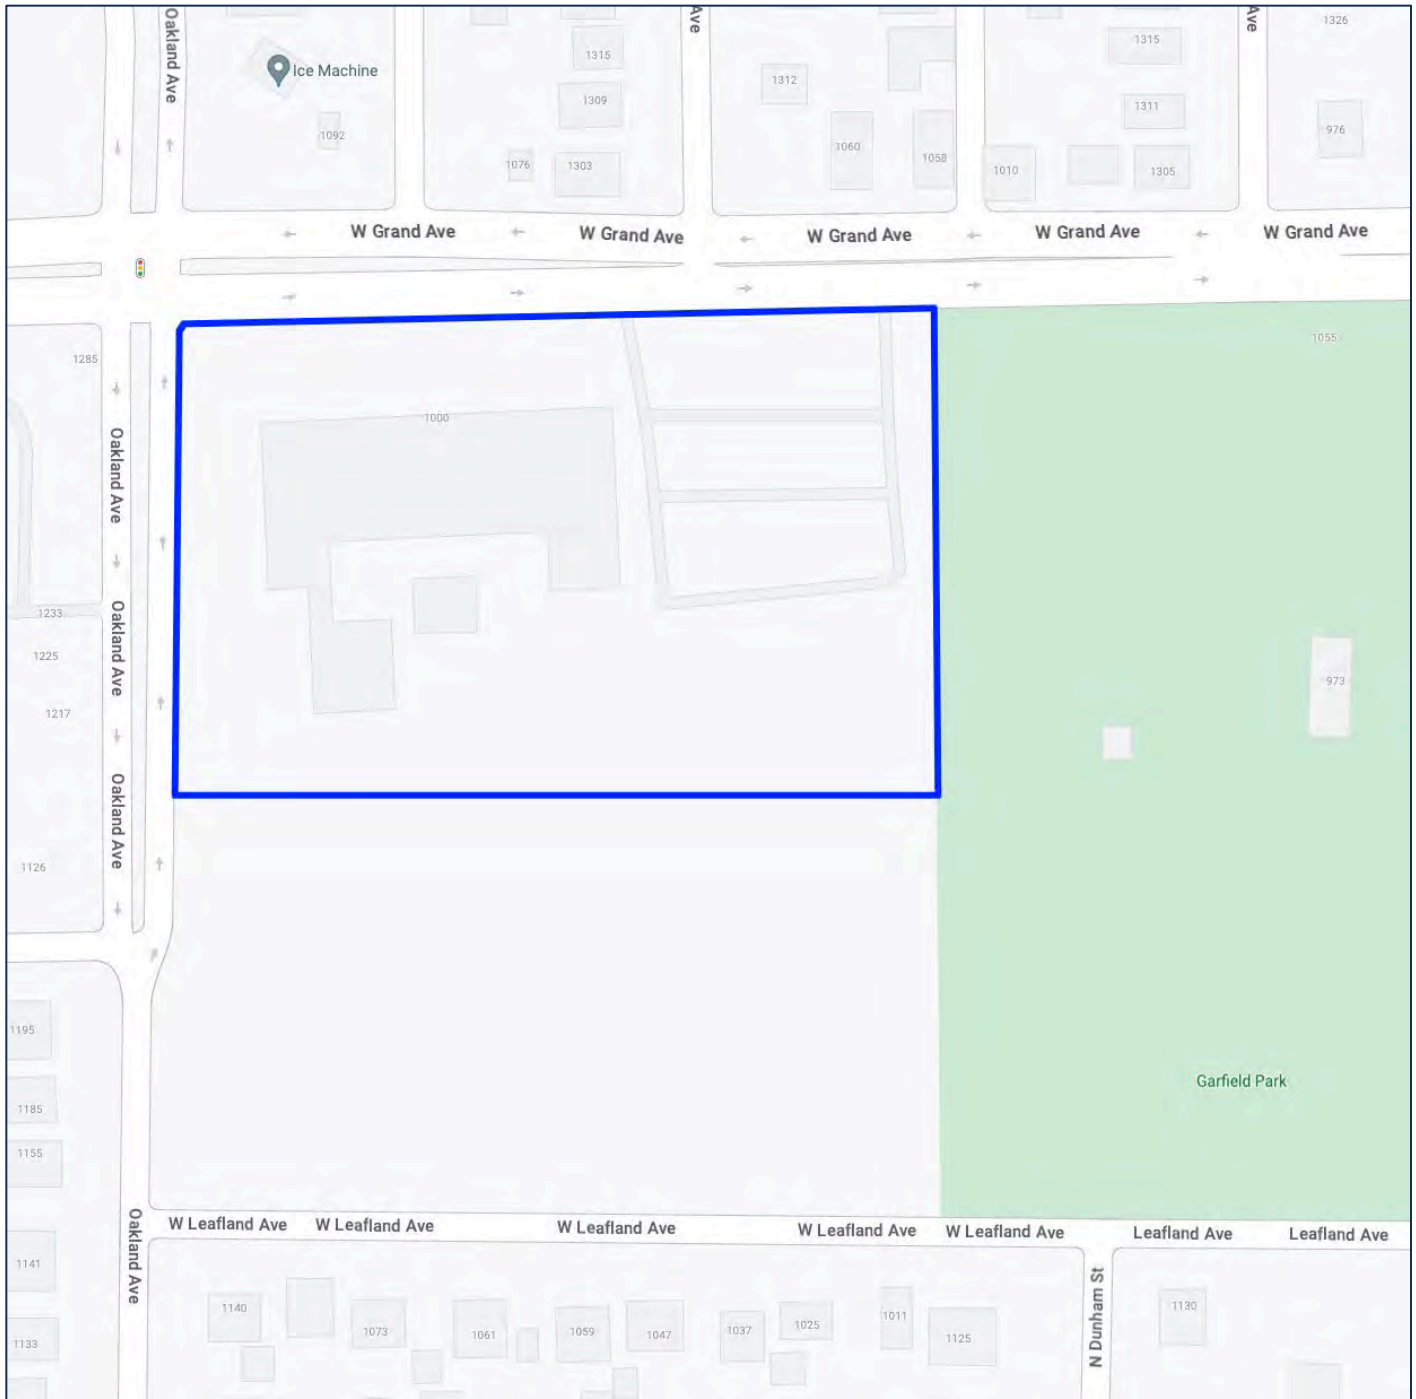 Oakland Ave
Ave
Ave
1326
Ice Machine
1315
1315
1312
1309
1311
1092
976
1060
1076
1303
1058
1010
1305
W Grand Ave
W Grand Ave
W Grand Ave
W Grand Ave
W Grand Ave
1285
1055
1000
Oakland Ave
1233
Oakland Ave
1225
973
1217
Oakland Ave
1126
1195
Garfield Park
1185
1155
Oakland Ave
W Leafland Ave
W Leafland Ave
W Leafland Ave
W Leafland Ave
W Leafland Ave
Leafland Ave
Leafland Ave
1141
N Dunham St
1140
1073
1061
1059
1047
1037
1025
1011
1125
1130
1133